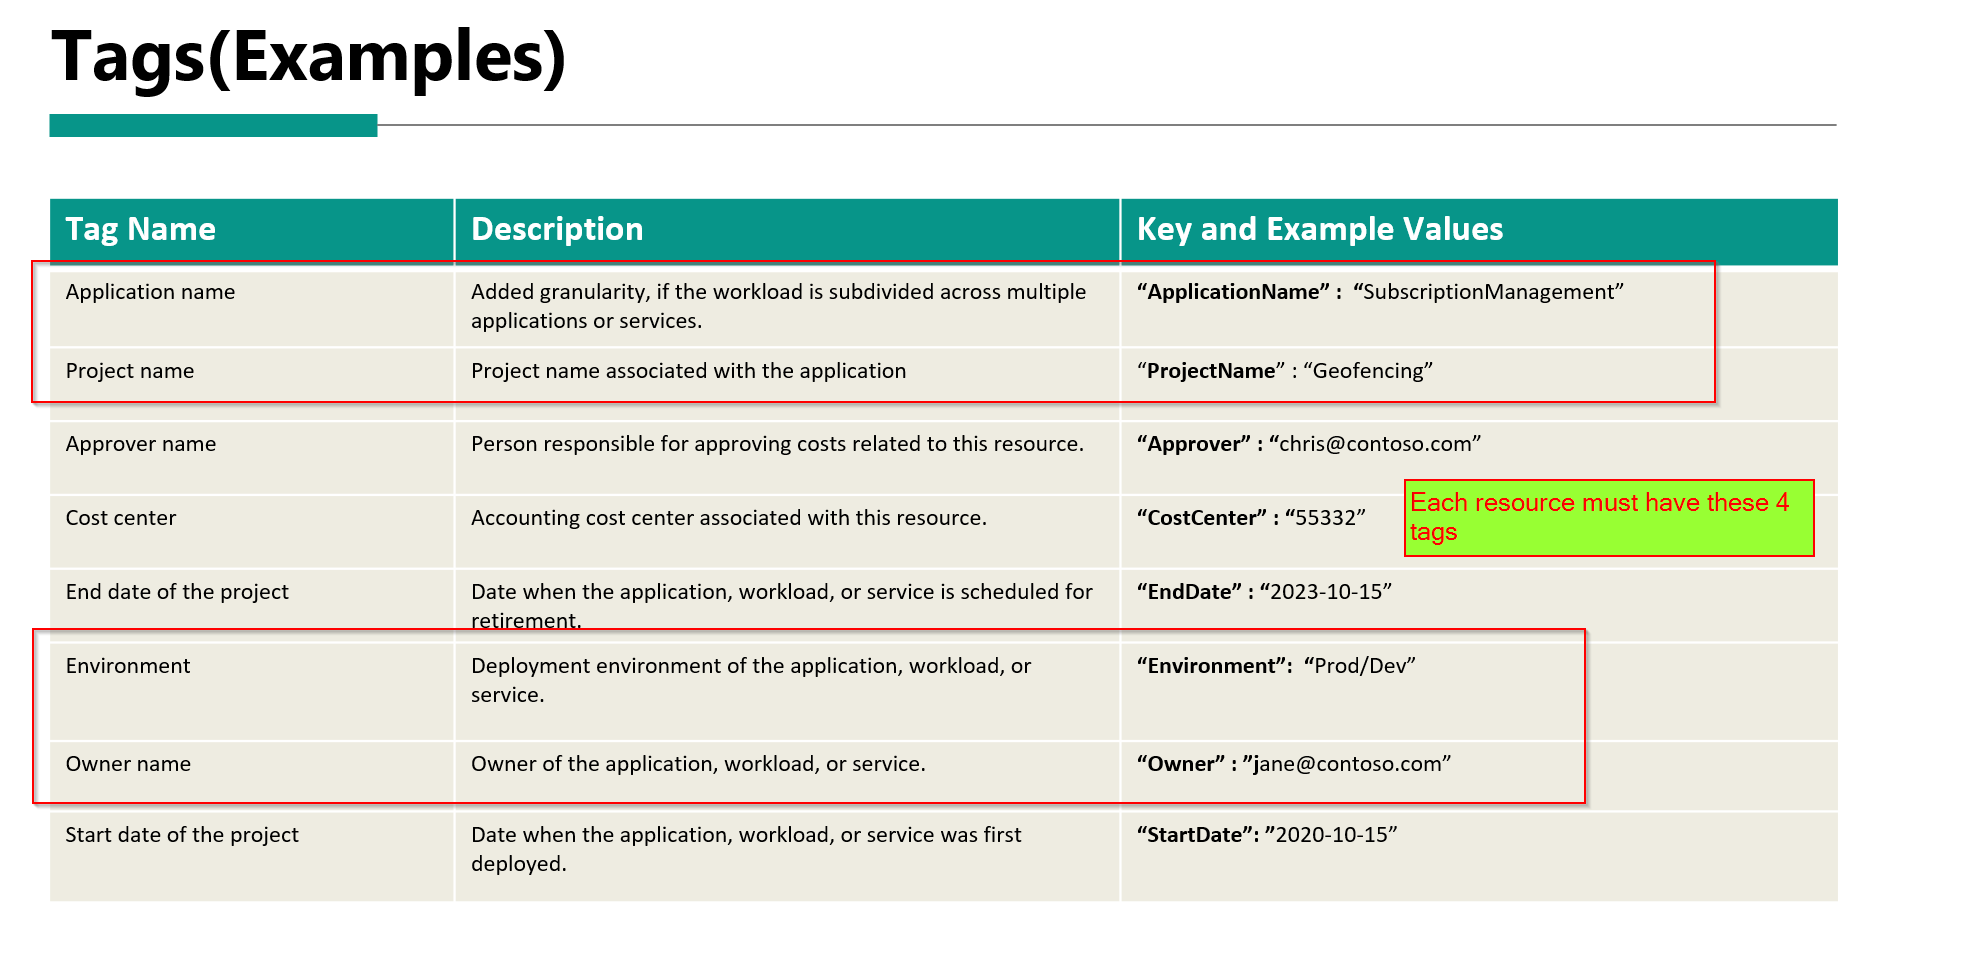 Tags(Examples)
Tag Name
Description
Key and Example Values
Application name
Added granularity, if the workload is subdivided across multiple
applications or services.
“ApplicationName” :  “SubscriptionManagement”
Project name
Project name associated with the application
“ProjectName” : “Geofencing”
Approver name
Person responsible for approving costs related to this resource.
“Approver” : “chris@contoso.com”
Cost center
Accounting cost center associated with this resource.
“CostCenter” : “55332”
Each resource must have these 4
tags
End date of the project
Date when the application, workload, or service is scheduled for
retirement.
“EndDate” : “2023-10-15”
Environment
Deployment environment of the application, workload, or
service.
“Environment”:  “Prod/Dev”
Owner name
Owner of the application, workload, or service.
“Owner” : ”jane@contoso.com”
Start date of the project
Date when the application, workload, or service was first
deployed.
“StartDate”: ”2020-10-15”